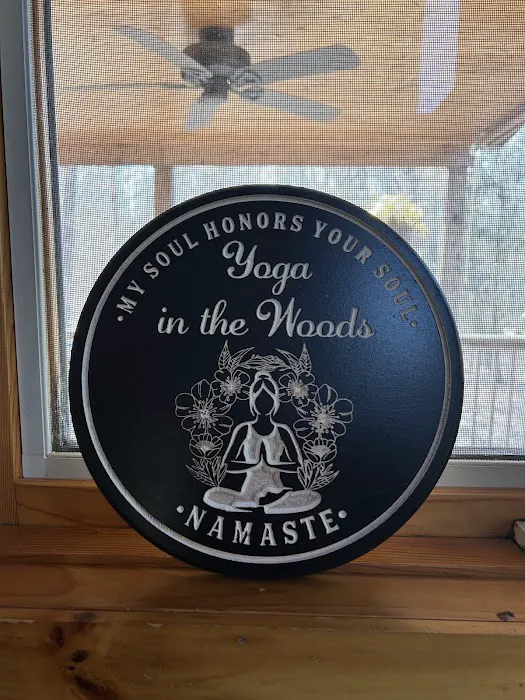 ·MY SOUL HONORS YOUR SOUL·
Yoga
in the Woods
·NAMASTE·